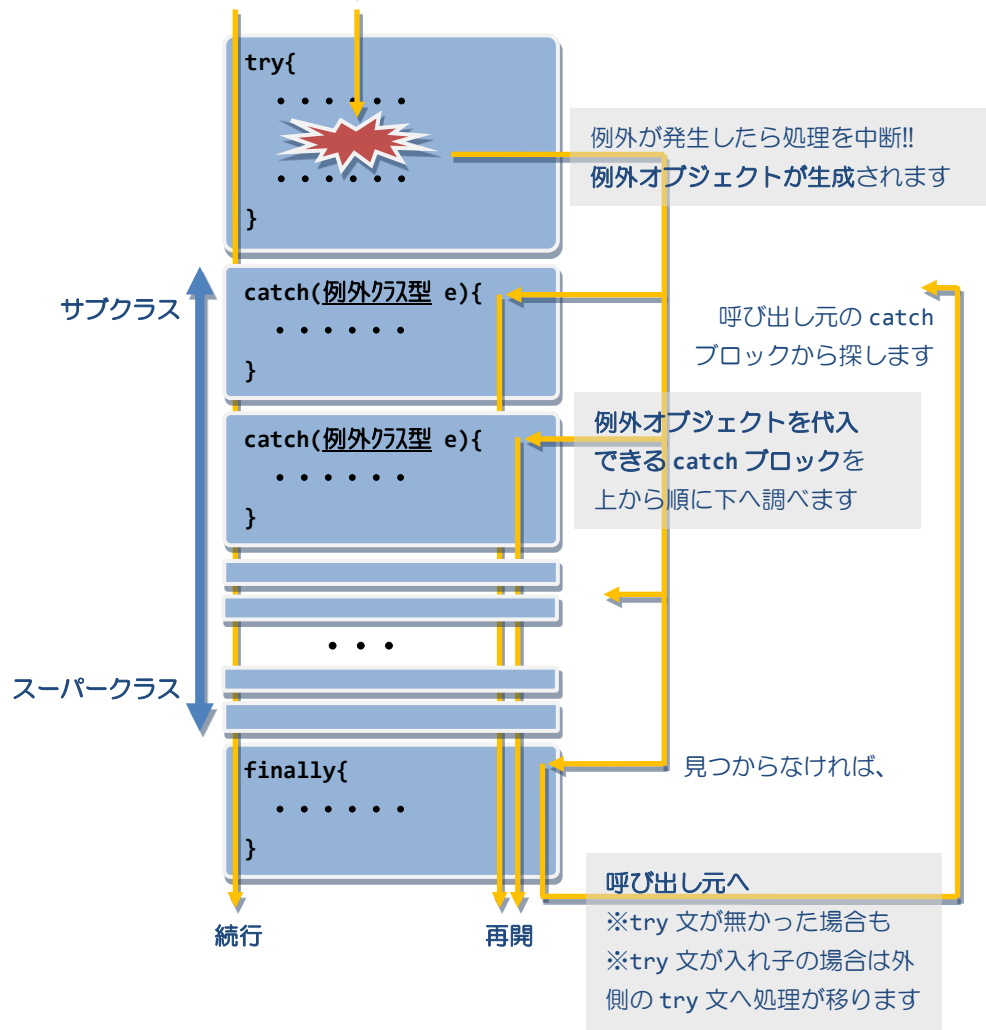 try{
・・・・・・
・・・・・・
}
例外が発生したら処理を中断!!
例外オブジェクトが生成されます
サブクラス
catch(例外クラス型 e){
・・・・・・
}
呼び出し元の catch
ブロックから探します
catch(例外クラス型 e){
・・・・・・
}
例外オブジェクトを代入
できる catch ブロックを
上から順に下へ調べます
・・・
スーパークラス
finally{
・・・・・・
}
見つからなければ、
呼び出し元へ
※try 文が無かった場合も
※try 文が入れ子の場合は外
側の try 文へ処理が移ります
続行
再開